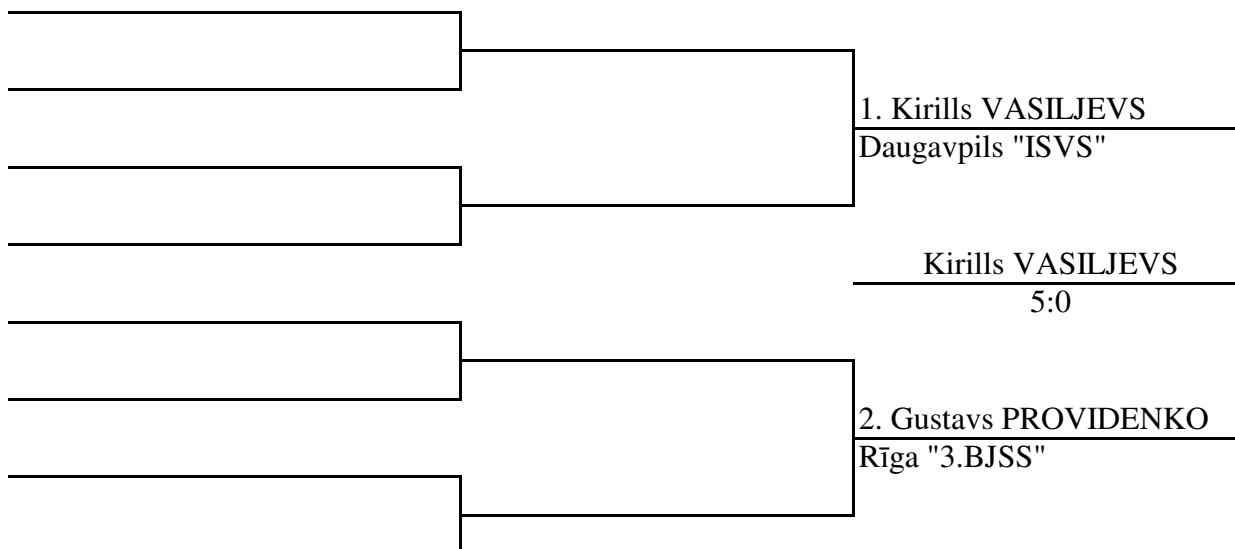 1. Kirills VASILJEVS
Daugavpils "ISVS"
Kirills VASILJEVS
5:0
2. Gustavs PROVIDENKO
Rīga "3.BJSS"